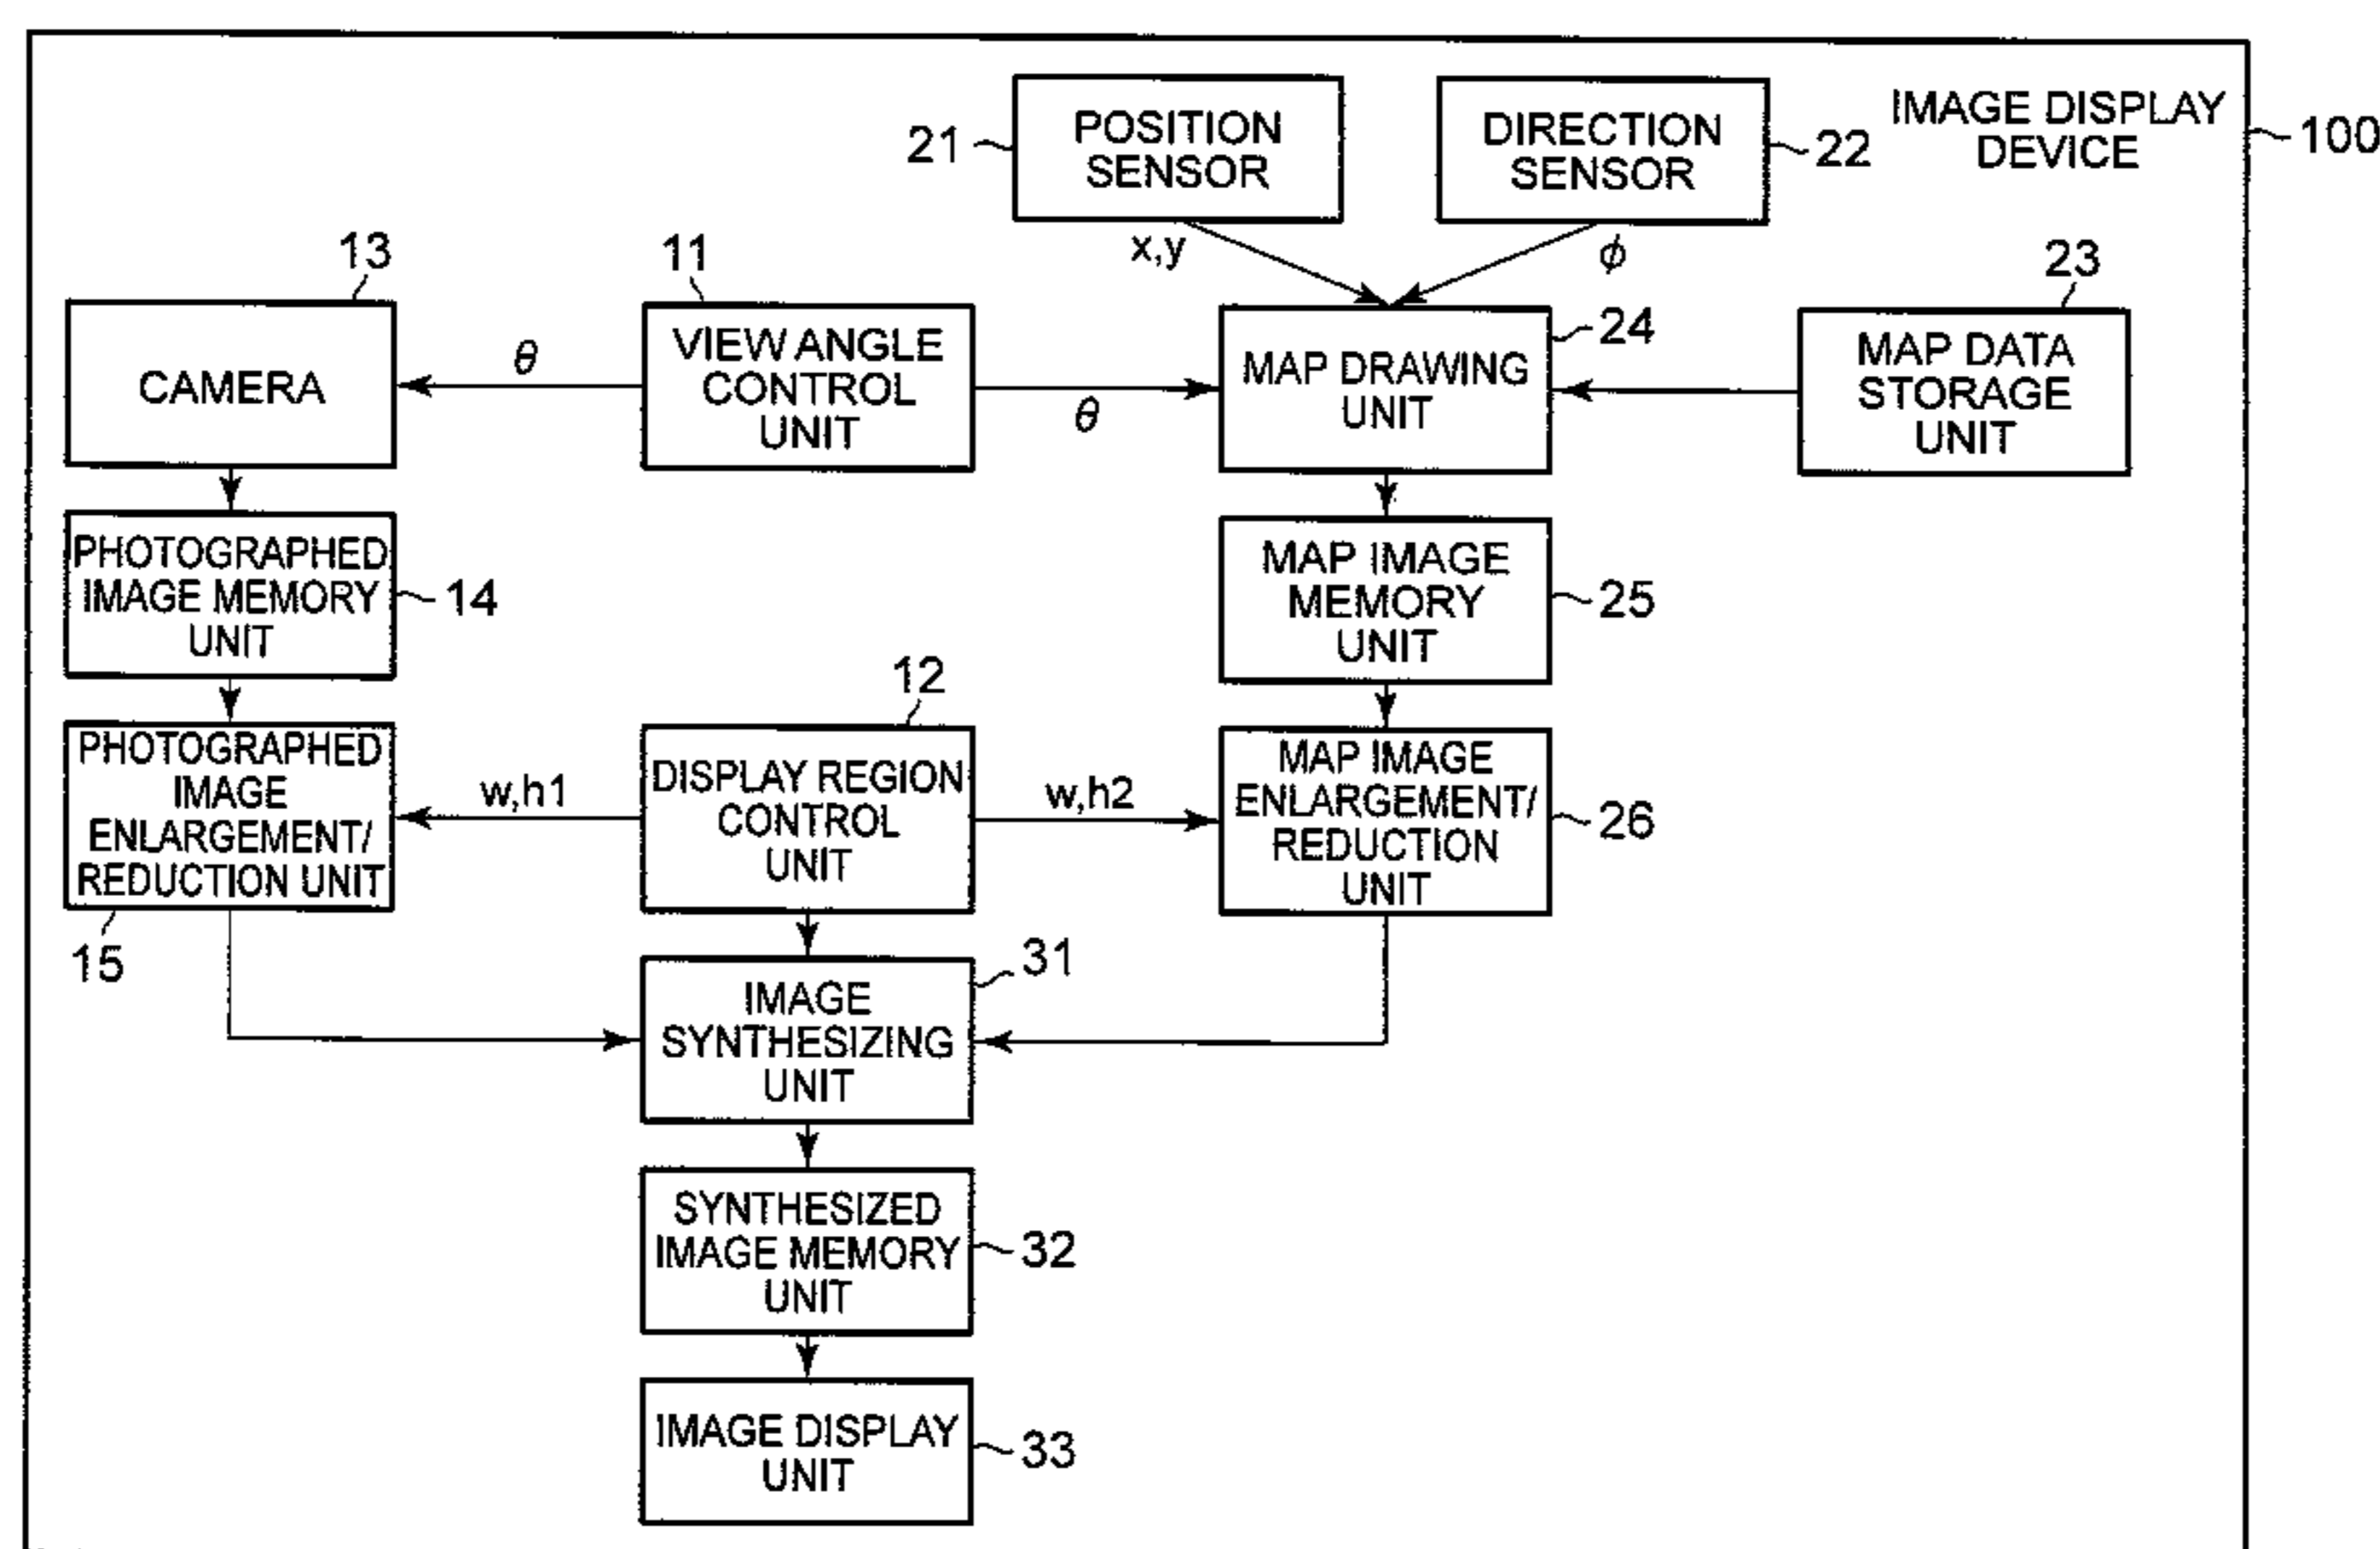 IMAGE DISPLAY
DEVICE
100
21
POSITION
SENSOR
DIRECTION
SENSOR
22
x,y
ϕ
13
11
23
CAMERA
θ
VIEW ANGLE
CONTROL
UNIT
θ
MAP DRAWING
UNIT
24
MAP DATA
STORAGE
UNIT
PHOTOGRAPHED
IMAGE MEMORY
UNIT
14
MAP IMAGE
MEMORY
UNIT
25
12
PHOTOGRAPHED
IMAGE
ENLARGEMENT/
REDUCTION UNIT
15
w,h1
DISPLAY REGION
CONTROL
UNIT
w,h2
MAP IMAGE
ENLARGEMENT/
REDUCTION
UNIT
26
31
IMAGE
SYNTHESIZING
UNIT
SYNTHESIZED
IMAGE MEMORY
UNIT
32
IMAGE DISPLAY
UNIT
33